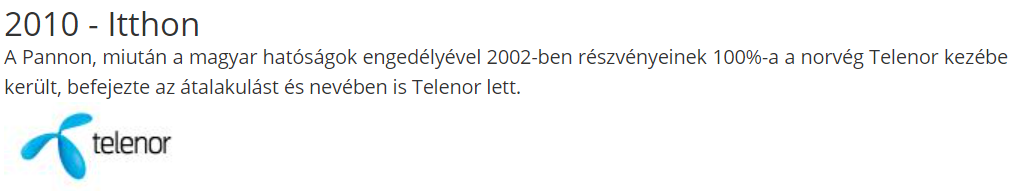 2010 - Itthon
A Pannon, miután a magyar hatóságok engedélyével 2002-ben részvényeinek 100%-a a norvég Telenor kezébe
került, befejezte az átalakulást és nevében is Telenor lett.
telenor